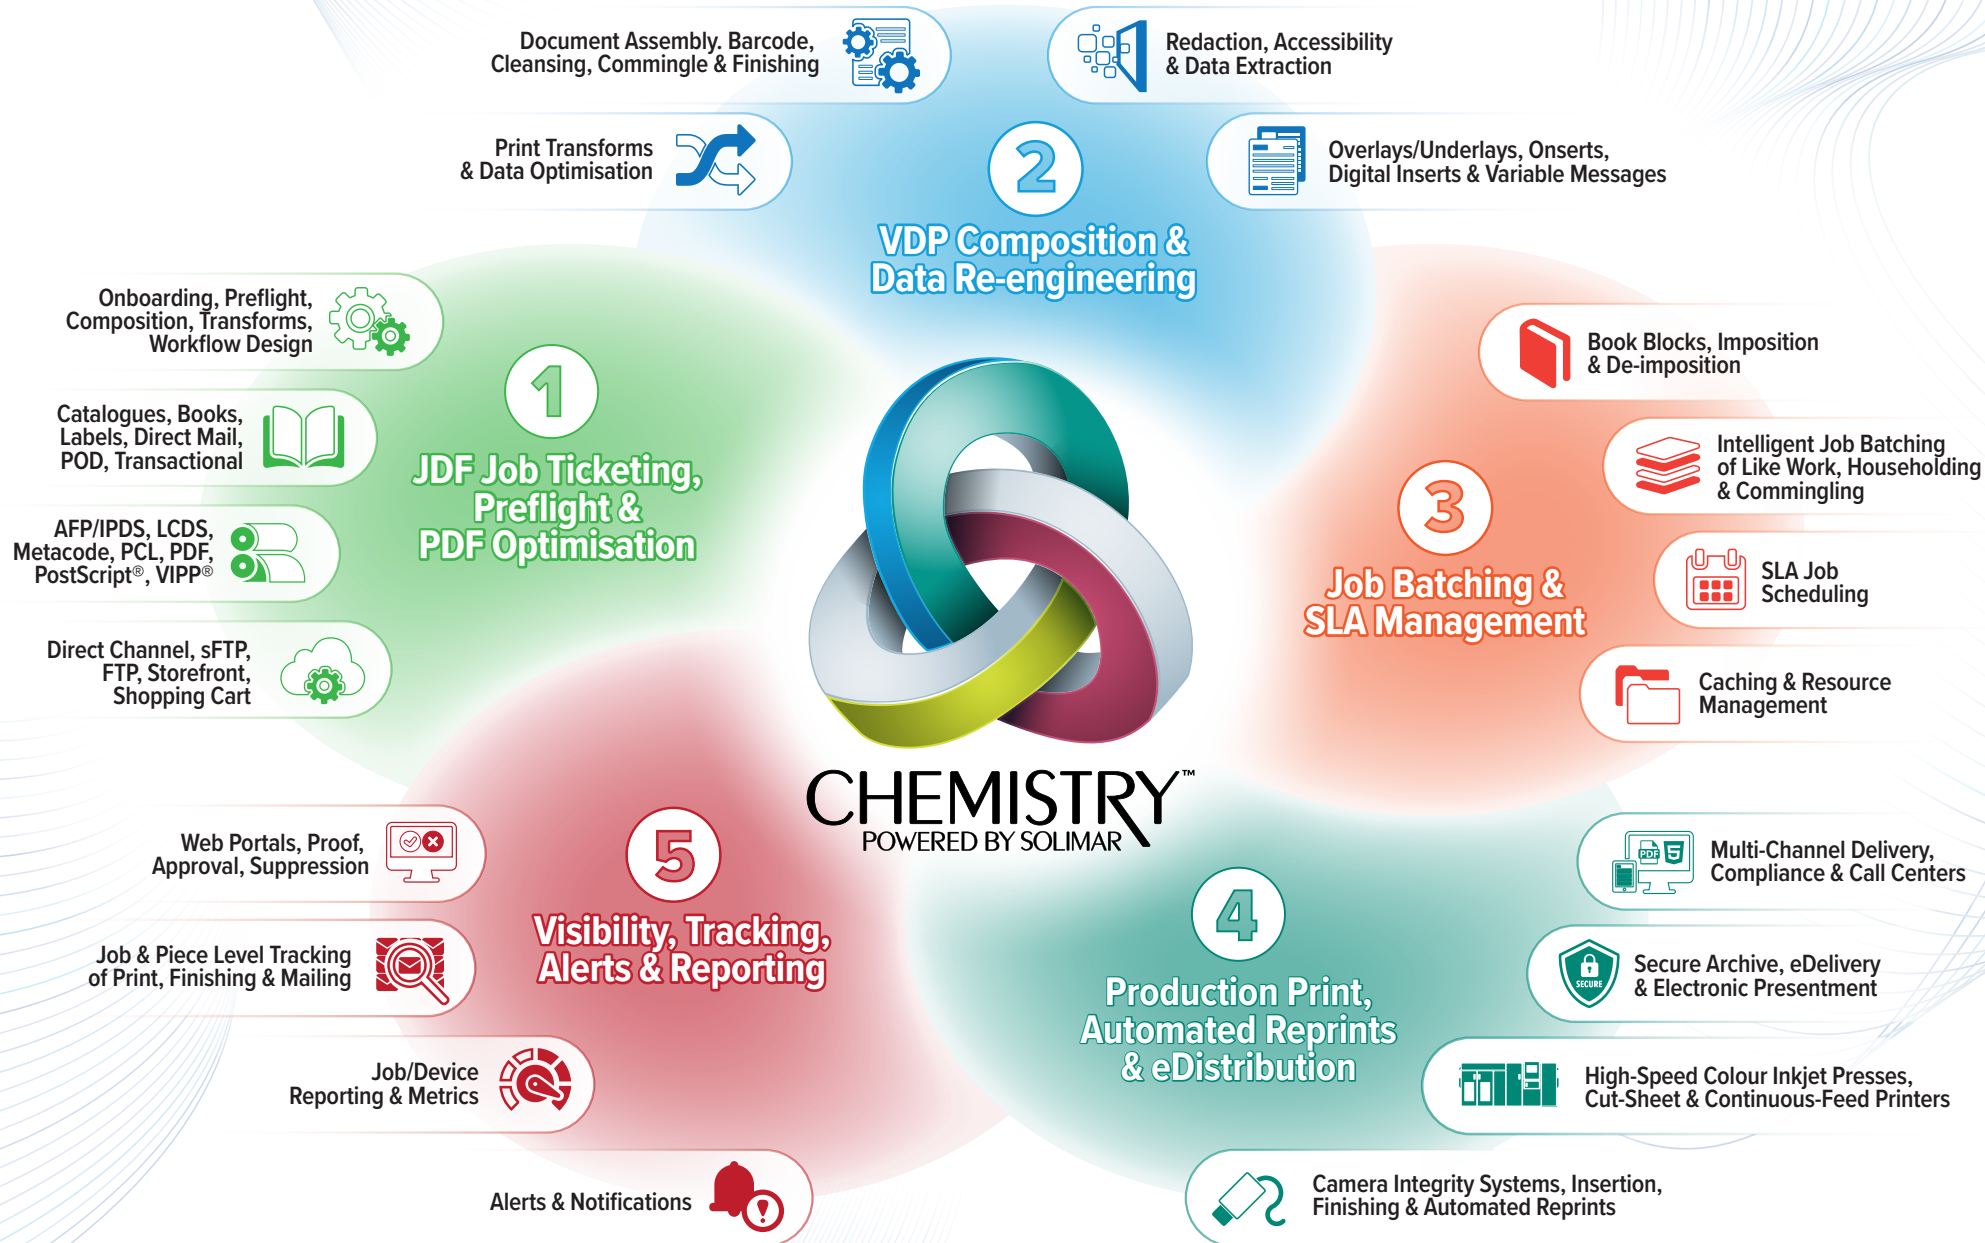 Document Assembly. Barcode,
Cleansing, Commingle & Finishing
Redaction, Accessibility
& Data Extraction
Print Transforms
& Data Optimisation
Overlays/Underlays, Onserts,
Digital Inserts & Variable Messages
2
VDP Composition &
Data Re-engineering
Onboarding, Preflight,
Composition, Transforms,
Workflow Design
Catalogues, Books,
Labels, Direct Mail,
POD, Transactional
AFP/IPDS, LCDS,
Metacode, PCL, PDF,
PostScript®, VIPP®
Direct Channel, sFTP,
FTP, Storefront,
Shopping Cart
1
JDF Job Ticketing,
Preflight &
PDF Optimisation
Book Blocks, Imposition
& De-imposition
Intelligent Job Batching
of Like Work, Householding
& Commingling
SLA Job
Scheduling
Caching & Resource
Management
3
Job Batching &
SLA Management
CHEMISTRY™
POWERED BY SOLIMAR
Web Portals, Proof,
Approval, Suppression
Job & Piece Level Tracking
of Print, Finishing & Mailing
Job/Device
Reporting & Metrics
Alerts & Notifications
5
Visibility, Tracking,
Alerts & Reporting
4
Production Print,
Automated Reprints
& eDistribution
PDF
5
Multi-Channel Delivery,
Compliance & Call Centers
SECURE
Secure Archive, eDelivery
& Electronic Presentment
High-Speed Colour Inkjet Presses,
Cut-Sheet & Continuous-Feed Printers
Camera Integrity Systems, Insertion,
Finishing & Automated Reprints